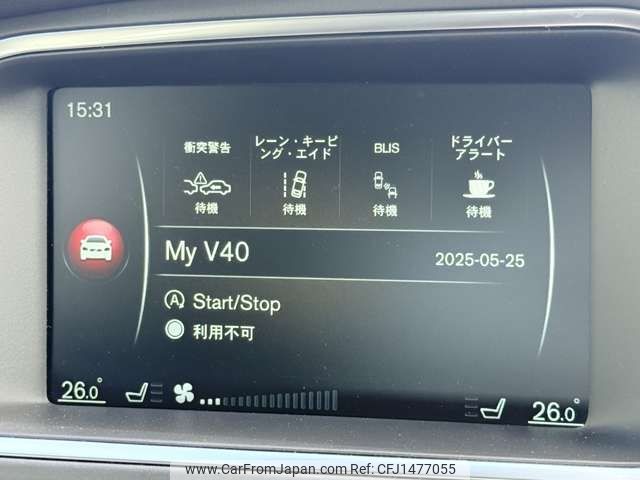 15:31
衝突警告
待機
レーン・キーピ
ング・エイド
待機
BLIS
待機
ドライバー
アラート
待機
My V40
2025-05-25
A Start/Stop
利用不可
26.0°
26.0°
www.CarFromJapan.com ID: CFJ1477055